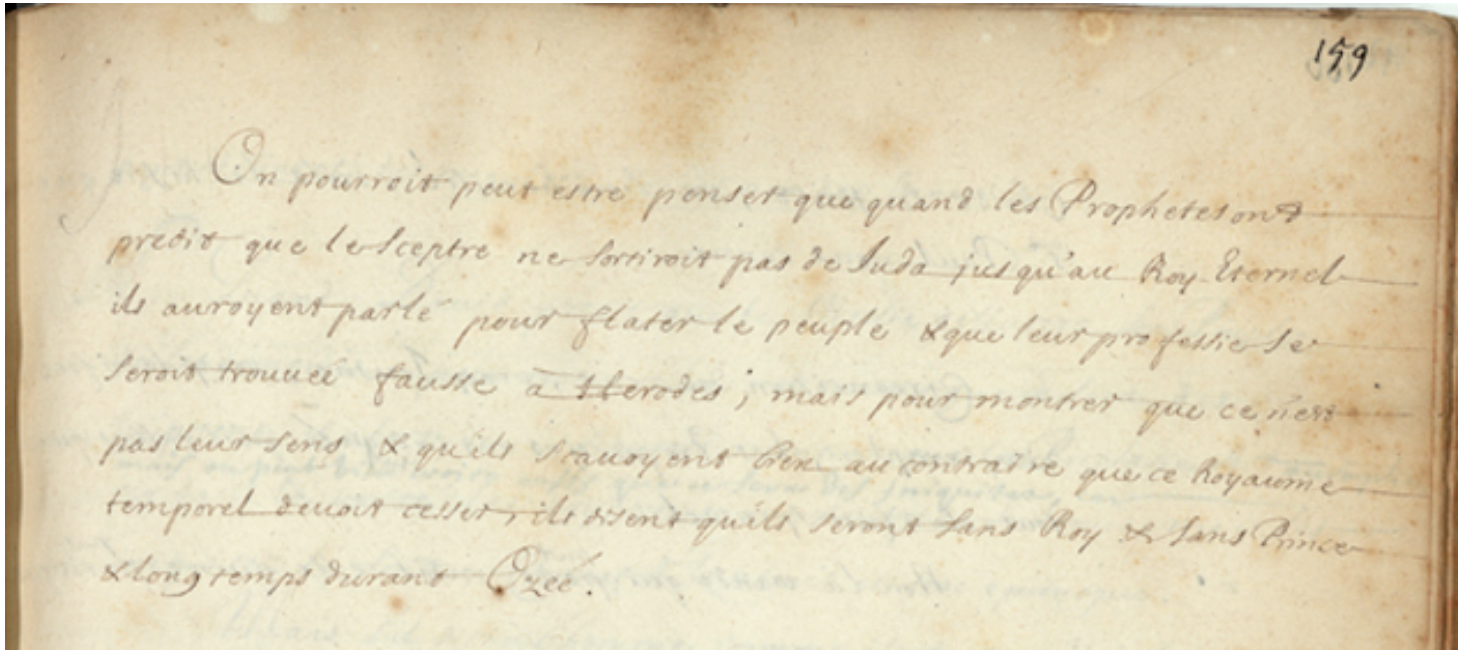 159
On pourroit peut estre penser que quand les Prophetes ont
predit que le Sceptre ne sortiroit pas de Juda jusqu'au Roy Eternel
ils auroyent parlé pour flater le peuple & que leur profettie se
seroit trouuée fausse à Herodes ; mais pour montrer que ce n'est
pas leur sens & qu'ils scauoyent bien au contraire que ce Royaume
temporel deuoit cesser, ils disent qu'ils seront sans Roy & sans Prince
& long temps durant Ozée.